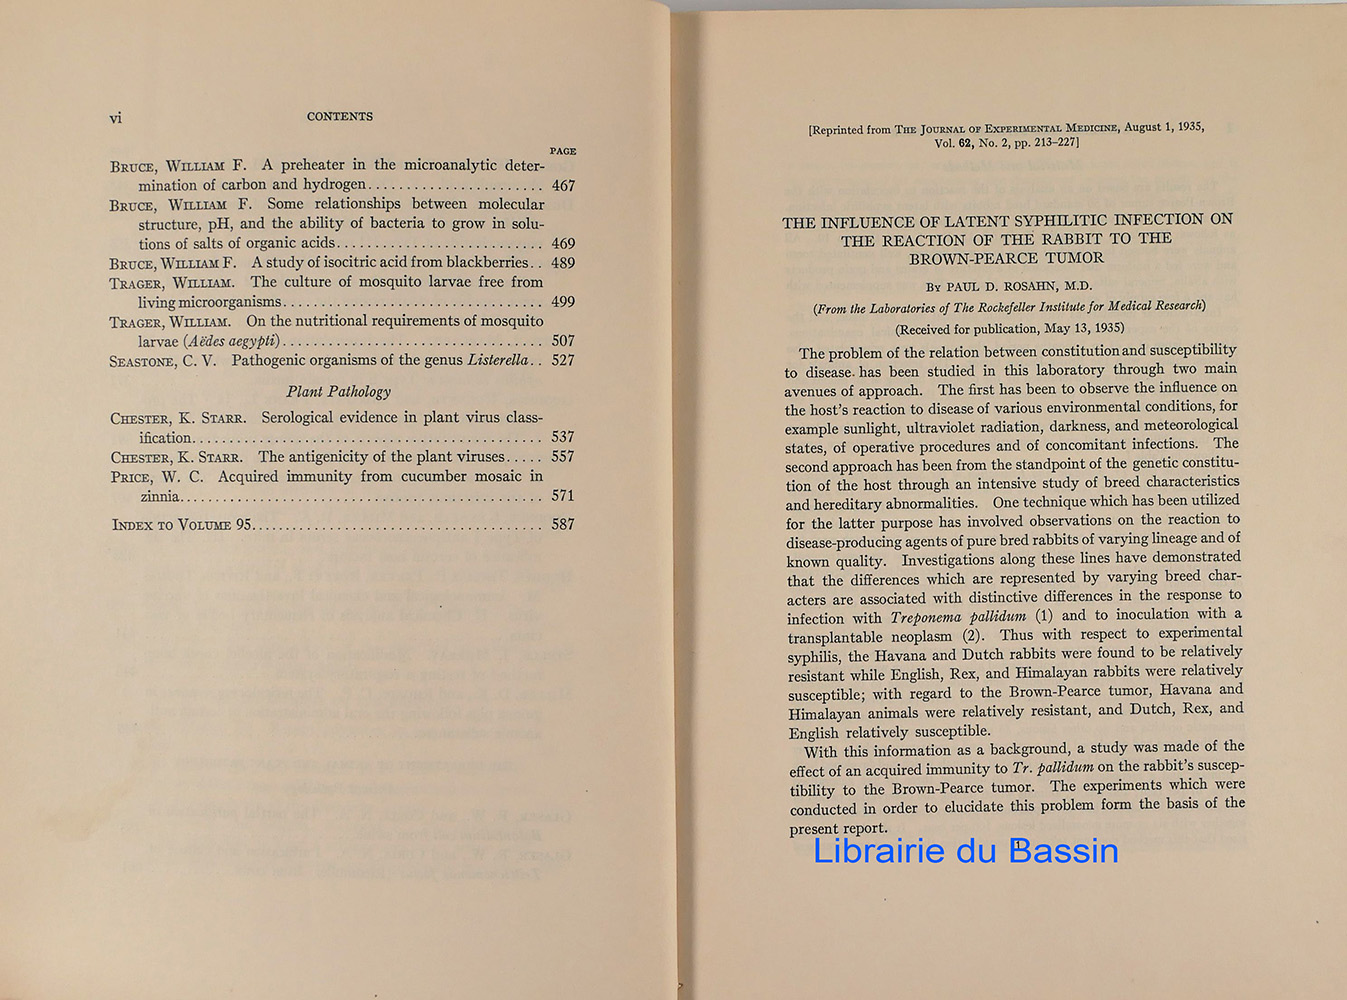 vi CONTENTS
PAGE
BRUCE, WILLIAM F. A preheater in the microanalytic deter-
mination of carbon and hydrogen...................... 467
BRUCE, WILLIAM F. Some relationships between molecular
structure, pH, and the ability of bacteria to grow in solu-
tions of salts of organic acids.......................... 469
BRUCE, WILLIAM F. A study of isocitric acid from blackberries.. 489
TRAGER, WILLIAM. The culture of mosquito larvae free from
living microorganisms................................. 499
TRAGER, WILLIAM. On the nutritional requirements of mosquito
larvae (Aëdes aegypti)................................. 507
SEASTONE, C. V. Pathogenic organisms of the genus Listerella.. 527
Plant Pathology
CHESTER, K. STARR. Serological evidence in plant virus class-
ification............................................ 537
CHESTER, K. STARR. The antigenicity of the plant viruses..... 557
PRICE, W. C. Acquired immunity from cucumber mosaic in
zinnia.............................................. 571
INDEX TO VOLUME 95..................................... 587
[Reprinted from THE JOURNAL OF EXPERIMENTAL MEDICINE, August 1, 1935,
Vol. 62, No. 2, pp. 213–227]
THE INFLUENCE OF LATENT SYPHILITIC INFECTION ON
THE REACTION OF THE RABBIT TO THE
BROWN-PEARCE TUMOR
BY PAUL D. ROSAHN, M.D.
(From the Laboratories of The Rockefeller Institute for Medical Research)
(Received for publication, May 13, 1935)
The problem of the relation between constitution and susceptibility
to disease has been studied in this laboratory through two main
avenues of approach. The first has been to observe the influence on
the host's reaction to disease of various environmental conditions, for
example sunlight, ultraviolet radiation, darkness, and meteorological
states, of operative procedures and of concomitant infections. The
second approach has been from the standpoint of the genetic constitu-
tion of the host through an intensive study of breed characteristics
and hereditary abnormalities. One technique which has been utilized
for the latter purpose has involved observations on the reaction to
disease-producing agents of pure bred rabbits of varying lineage and of
known quality. Investigations along these lines have demonstrated
that the differences which are represented by varying breed char-
acters are associated with distinctive differences in the response to
infection with Treponema pallidum (1) and to inoculation with a
transplantable neoplasm (2). Thus with respect to experimental
syphilis, the Havana and Dutch rabbits were found to be relatively
resistant while English, Rex, and Himalayan rabbits were relatively
susceptible; with regard to the Brown-Pearce tumor, Havana and
Himalayan animals were relatively resistant, and Dutch, Rex, and
English relatively susceptible.
With this information as a background, a study was made of the
effect of an acquired immunity to Tr. pallidum on the rabbit's suscep-
tibility to the Brown-Pearce tumor. The experiments which were
conducted in order to elucidate this problem form the basis of the
present report.
1
Librairie du Bassin